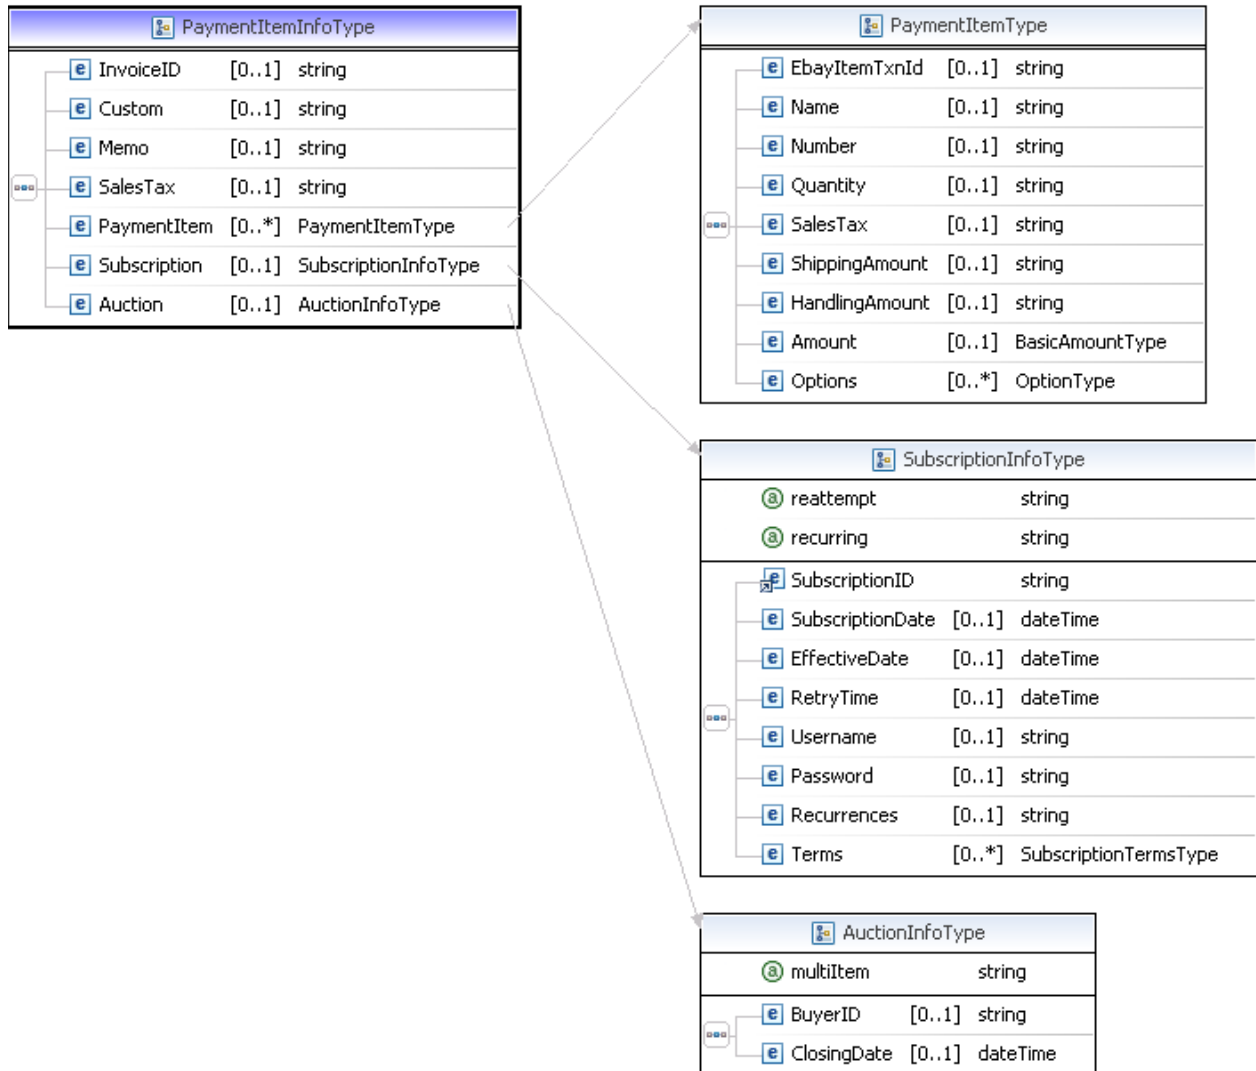 PaymentItemInfoType
e InvoiceID [0..1] string
e Custom [0..1] string
e Memo [0..1] string
e SalesTax [0..1] string
e PaymentItem [0..*] PaymentItemType
e Subscription [0..1] SubscriptionInfoType
e Auction [0..1] AuctionInfoType
PaymentItemType
e EbayItemTxnId [0..1] string
e Name [0..1] string
e Number [0..1] string
e Quantity [0..1] string
e SalesTax [0..1] string
e ShippingAmount [0..1] string
e HandlingAmount [0..1] string
e Amount [0..1] BasicAmountType
e Options [0..*] OptionType
SubscriptionInfoType
a reattempt string
a recurring string
e SubscriptionID string
e SubscriptionDate [0..1] dateTime
e EffectiveDate [0..1] dateTime
e RetryTime [0..1] dateTime
e Username [0..1] string
e Password [0..1] string
e Recurrences [0..1] string
e Terms [0..*] SubscriptionTermsType
AuctionInfoType
a multiItem string
e BuyerID [0..1] string
e ClosingDate [0..1] dateTime